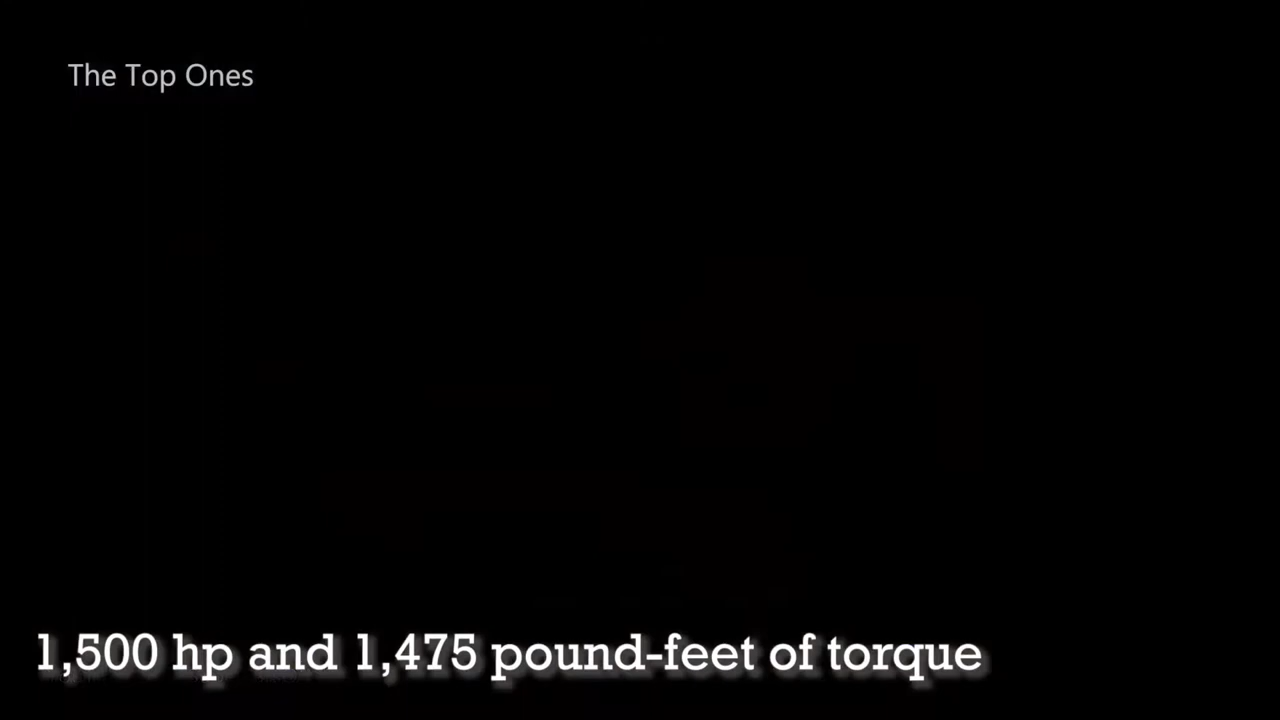 The Top Ones
1,500 hp and 1,475 pound-feet of torque